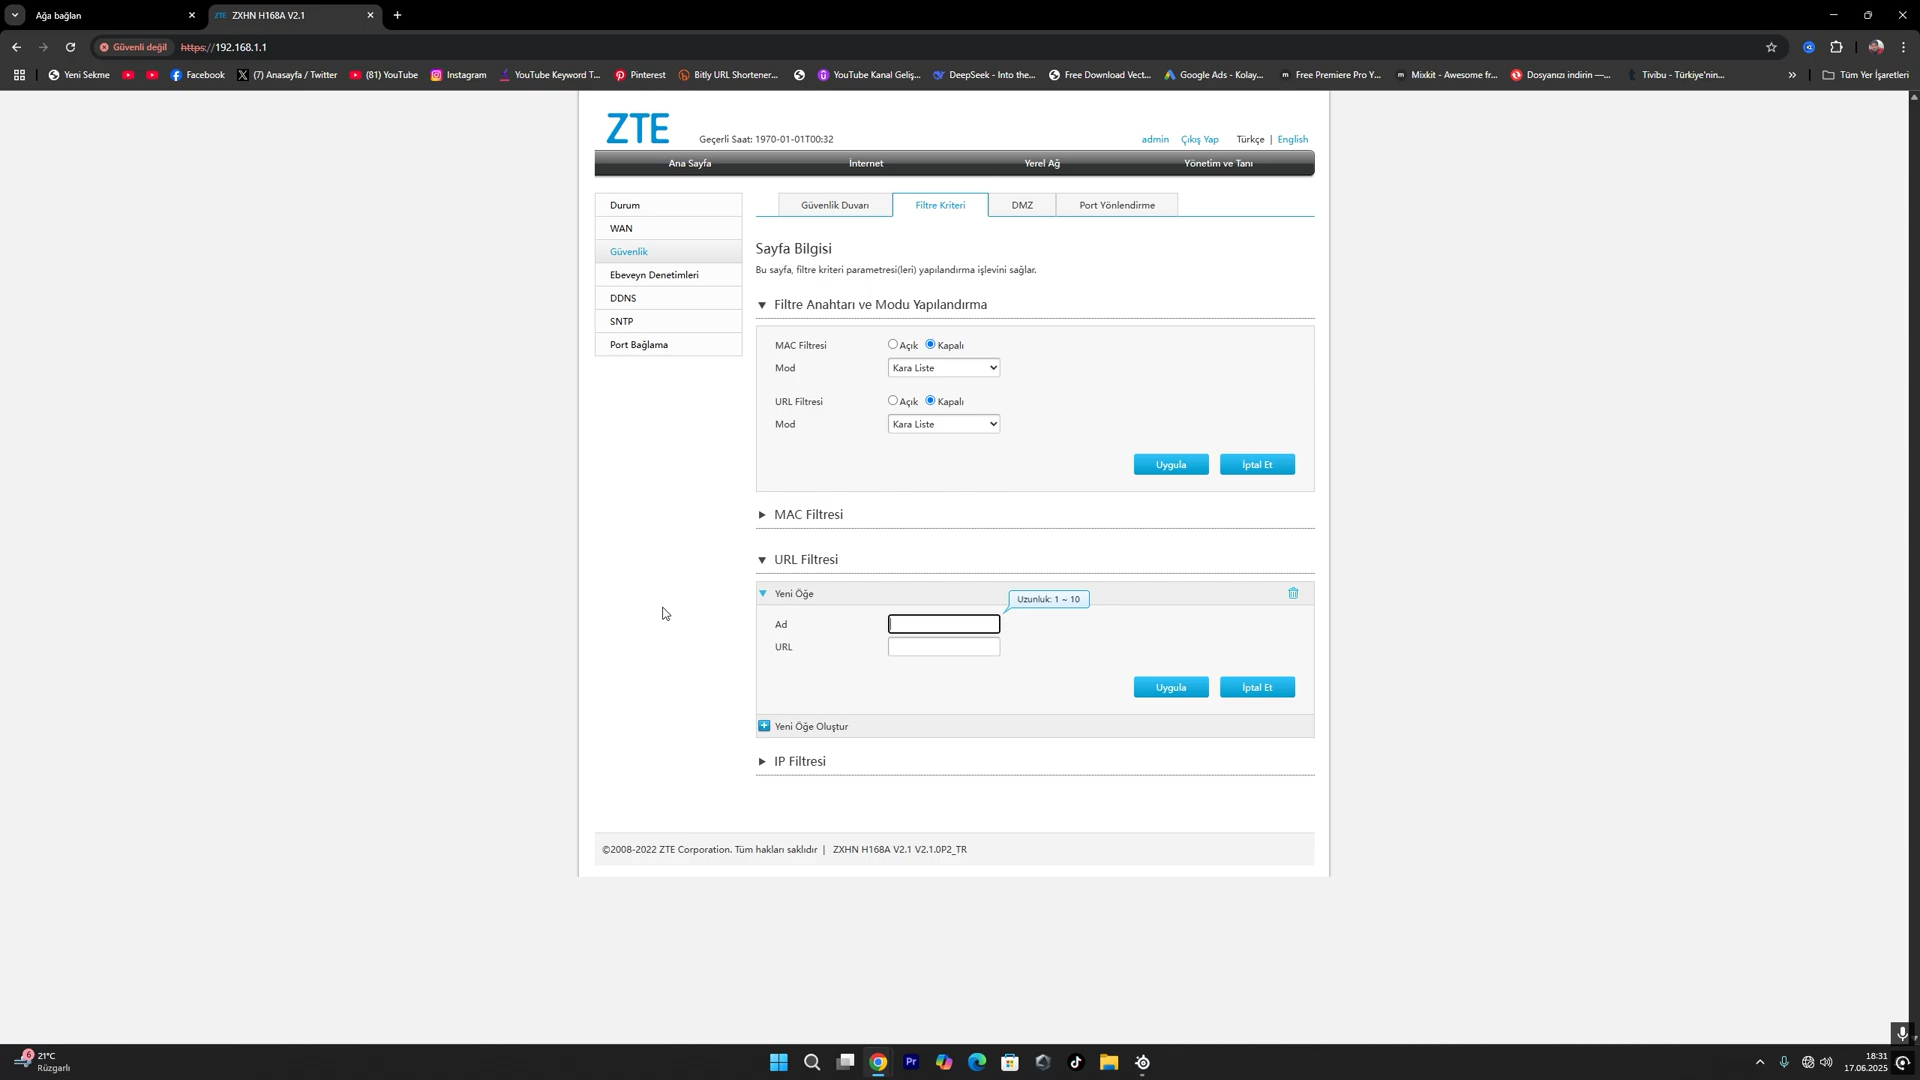 Ağa bağlan
ZTE ZXHN H168A V2.1
Güvenli değil https://192.168.1.1
Yeni Sekme Facebook (7) Anasayfa / Twitter (81) YouTube Instagram YouTube Keyword T... Pinterest Bitly URL Shortener... YouTube Kanal Geliş... DeepSeek - Into the... Free Download Vect... Google Ads - Kolay... Free Premiere Pro Y... Mixkit - Awesome fr... Dosyanızı indirin —... Tivibu - Türkiye'nin... » Tüm Yer İşaretleri
ZTE
Geçerli Saat: 1970-01-01T00:32
admin Çıkış Yap Türkçe | English
Ana Sayfa İnternet Yerel Ağ Yönetim ve Tanı
Durum
WAN
Güvenlik
Ebeveyn Denetimleri
DDNS
SNTP
Port Bağlama
Güvenlik Duvarı Filtre Kriteri DMZ Port Yönlendirme
Sayfa Bilgisi
Bu sayfa, filtre kriteri parametresi(leri) yapılandırma işlevini sağlar.
Filtre Anahtarı ve Modu Yapılandırma
MAC Filtresi Açık Kapalı
Mod Kara Liste
URL Filtresi Açık Kapalı
Mod Kara Liste
Uygula İptal Et
MAC Filtresi
URL Filtresi
Yeni Öğe
Uzunluk: 1 ~ 10
Ad
URL
Uygula İptal Et
Yeni Öğe Oluştur
IP Filtresi
©2008-2022 ZTE Corporation. Tüm hakları saklıdır | ZXHN H168A V2.1 V2.1.0P2_TR
6 21°C
Rüzgarlı
Pr
18:31
17.06.2025